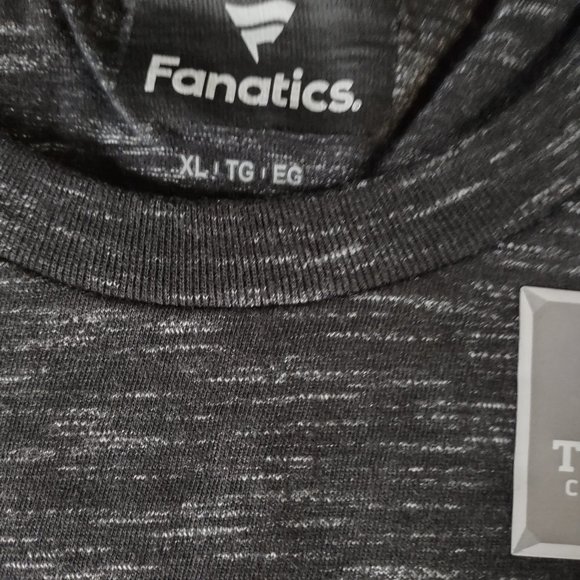 Fanatics.
XL | TG | EG